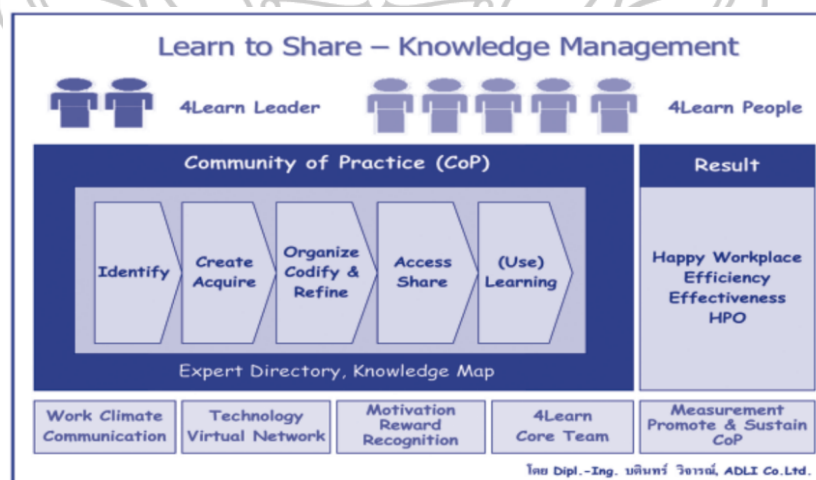 Learn to Share – Knowledge Management
4Learn Leader
4Learn People
Community of Practice (CoP)
Identify
Create
Acquire
Organize
Codify &
Refine
Access
Share
(Use)
Learning
Expert Directory, Knowledge Map
Result
Happy Workplace
Efficiency
Effectiveness
HPO
Work Climate
Communication
Technology
Virtual Network
Motivation
Reward
Recognition
4Learn
Core Team
Measurement
Promote & Sustain
CoP
โดย Dipl.-Ing. บดินทร์ วิจารณ์, ADLI Co.Ltd.